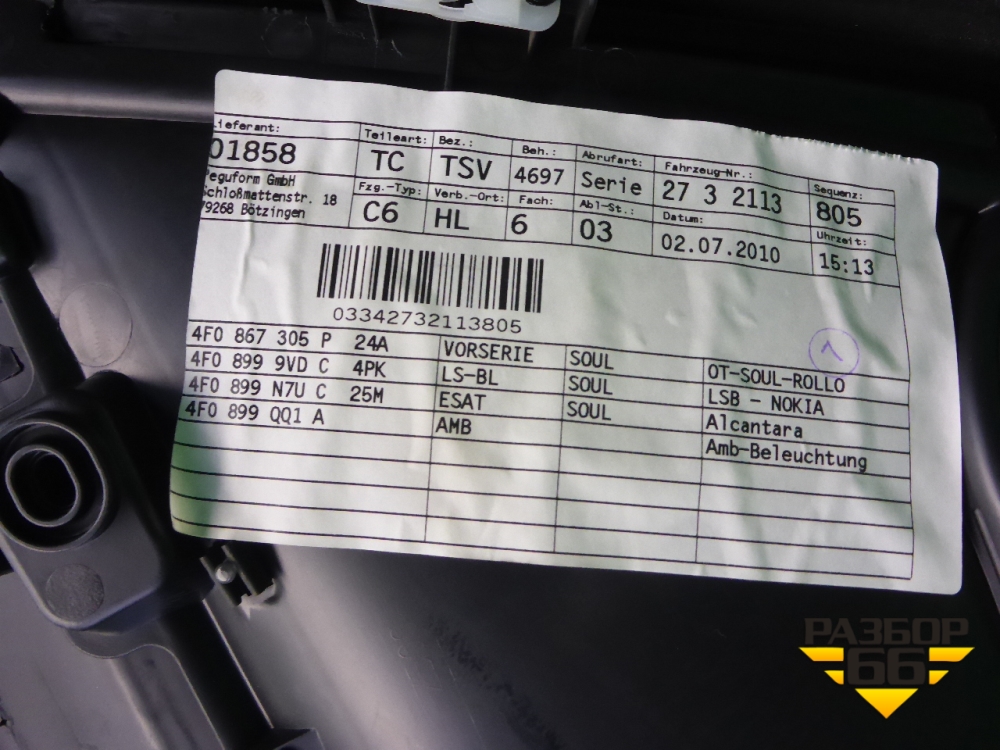 Lieferant: Teileart: Bez.: Beh.: Abrufart: Fahrzeug-Nr.: Sequenz:
01858 TC TSV 4697 Serie 27 3 2113 805
Peguform GmbH Fzg.-Typ: Verb.-Ort: Fach: Abl-St.: Datum: Uhrzeit:
Schloßmattenstr. 18 C6 HL 6 03 02.07.2010 15:13
79268 Bötzingen
03342732113805
4F0 867 305 P 24A VORSERIE SOUL OT-SOUL-ROLLO
4F0 899 9VD C 4PK LS-BL SOUL LSB - NOKIA
4F0 899 N7U C 25M ESAT SOUL Alcantara
4F0 899 QQ1 A AMB Amb-Beleuchtung
РАЗБОР
66